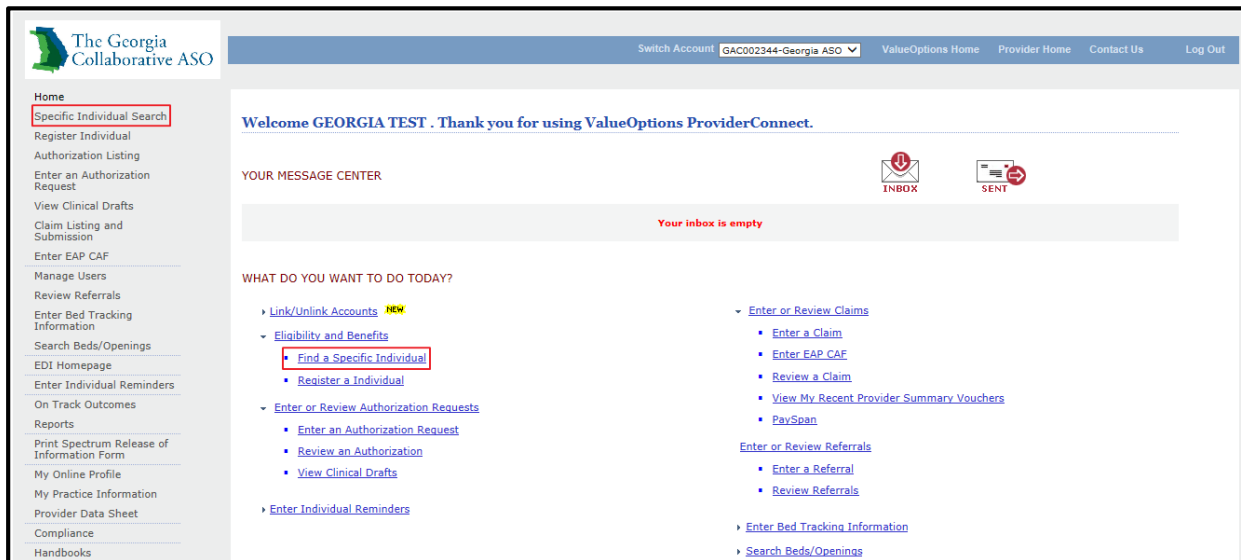 The Georgia
Collaborative ASO
Switch Account GAC002344-Georgia ASO ValueOptions Home Provider Home Contact Us Log Out
Home
Specific Individual Search
Register Individual
Authorization Listing
Enter an Authorization
Request
View Clinical Drafts
Claim Listing and
Submission
Enter EAP CAF
Manage Users
Review Referrals
Enter Bed Tracking
Information
Search Beds/Openings
EDI Homepage
Enter Individual Reminders
On Track Outcomes
Reports
Print Spectrum Release of
Information Form
My Online Profile
My Practice Information
Provider Data Sheet
Compliance
Handbooks
Welcome GEORGIA TEST . Thank you for using ValueOptions ProviderConnect.
YOUR MESSAGE CENTER
INBOX
SENT
Your inbox is empty
WHAT DO YOU WANT TO DO TODAY?
Link/Unlink Accounts NEW
Eligibility and Benefits
Find a Specific Individual
Register a Individual
Enter or Review Authorization Requests
Enter an Authorization Request
Review an Authorization
View Clinical Drafts
Enter Individual Reminders
Enter or Review Claims
Enter a Claim
Enter EAP CAF
Review a Claim
View My Recent Provider Summary Vouchers
PaySpan
Enter or Review Referrals
Enter a Referral
Review Referrals
Enter Bed Tracking Information
Search Beds/Openings